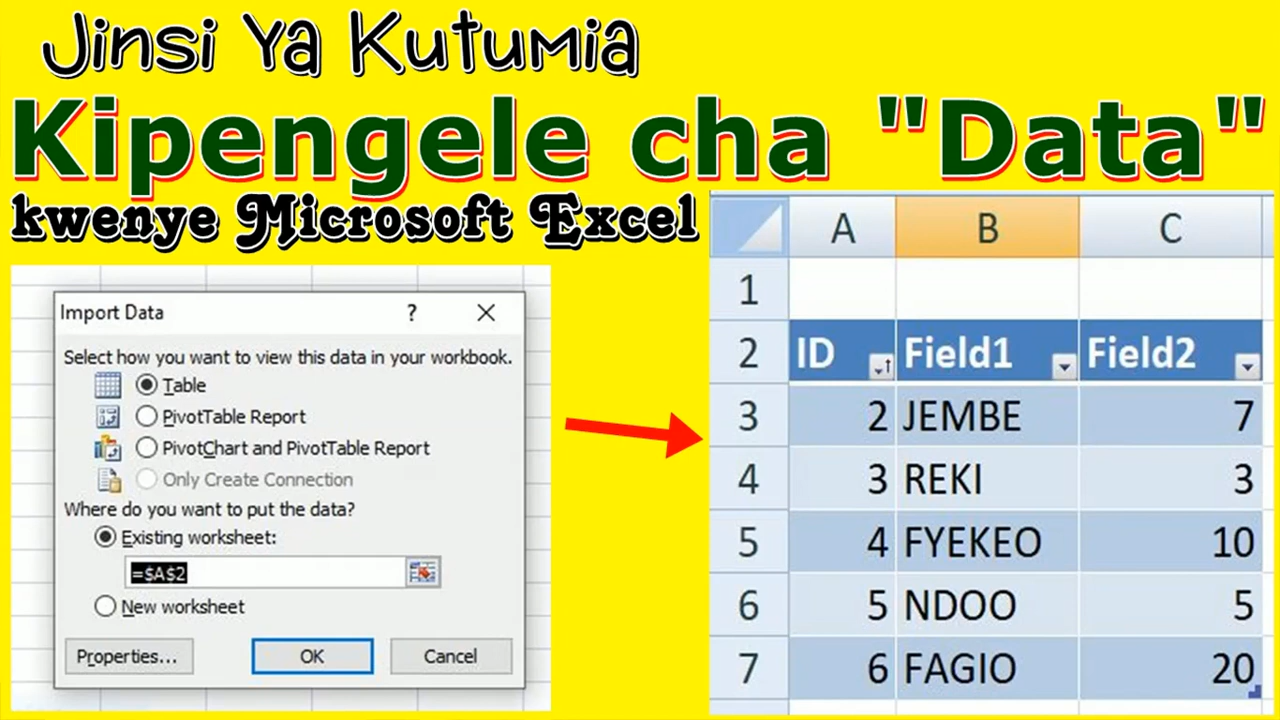 Jinsi Ya Kutumia
Kipengele cha "Data"
kwenye Microsoft Excel
Import Data ?
Select how you want to view this data in your workbook.
Table
PivotTable Report
PivotChart and PivotTable Report
Only Create Connection
Where do you want to put the data?
Existing worksheet:
=$A$2
New worksheet
Properties... OK Cancel
A B C
1
2 ID Field1 Field2
3 2 JEMBE 7
4 3 REKI 3
5 4 FYEKEO 10
6 5 NDOO 5
7 6 FAGIO 20